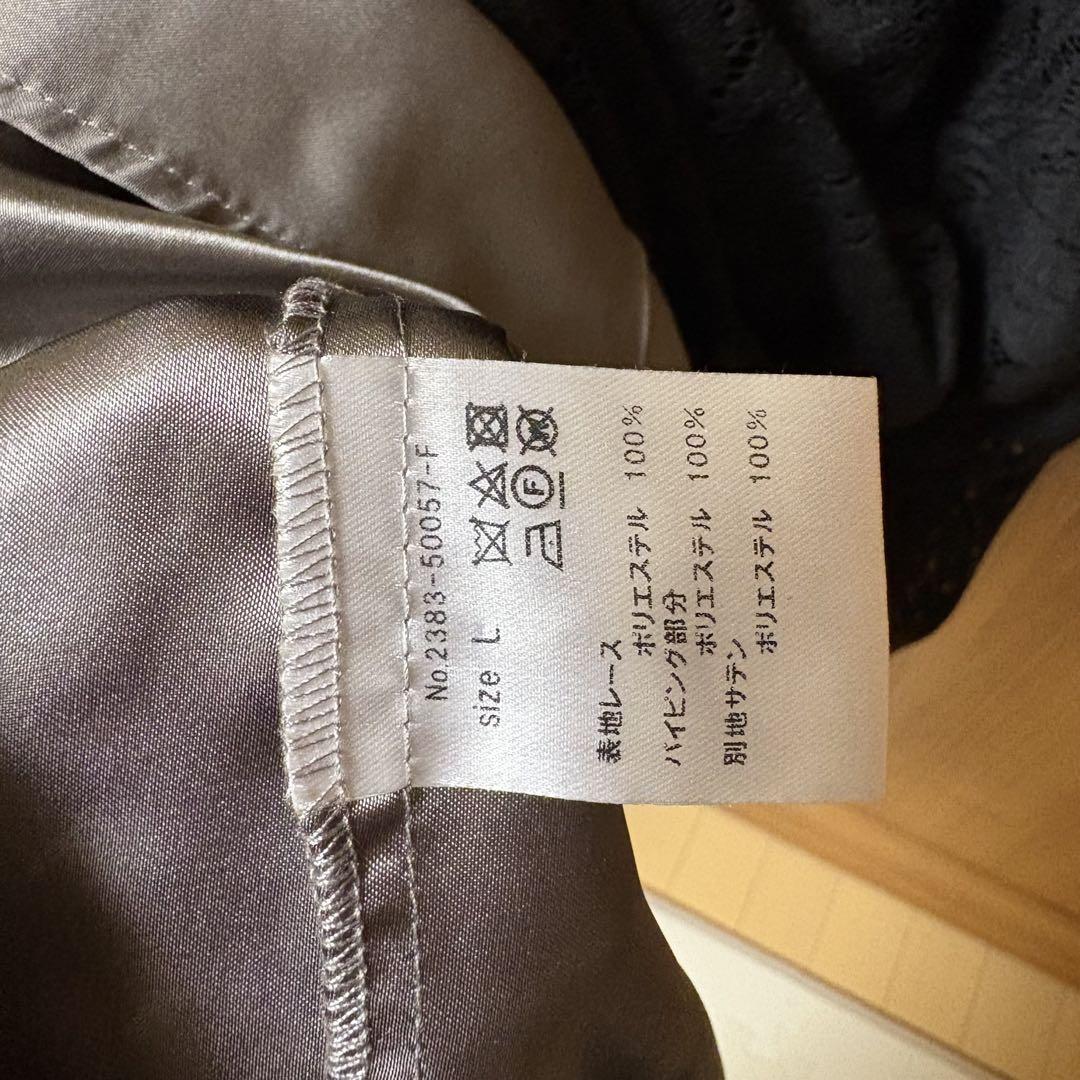 No.2383-50057-F
size L
F
W
表地レース
ポリエステル 100%
パイピング部分
ポリエステル 100%
別地サテン
ポリエステル 100%